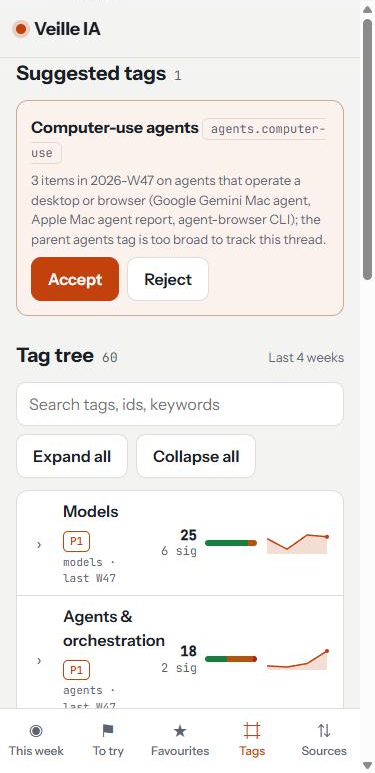 Veille IA
Suggested tags 1
Computer-use agents agents.computer-
use
3 items in 2026-W47 on agents that operate a
desktop or browser (Google Gemini Mac agent,
Apple Mac agent report, agent-browser CLI); the
parent agents tag is too broad to track this thread.
Accept Reject
Tag tree 60 Last 4 weeks
Search tags, ids, keywords
Expand all Collapse all
Models
P1
models ·
last W47
25
6 sig
Agents &
orchestration
P1
agents ·
last W47
18
2 sig
This week To try Favourites Tags Sources